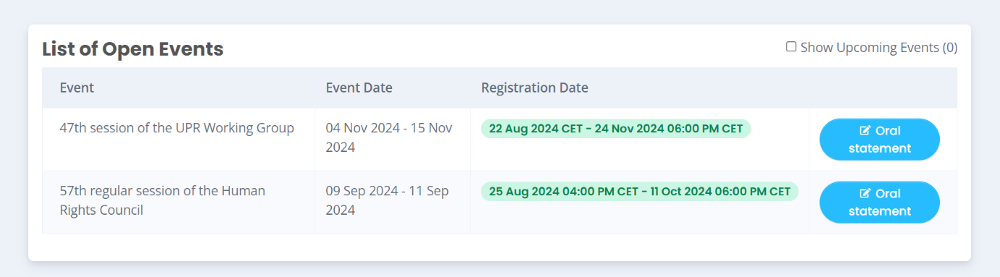 List of Open Events
Show Upcoming Events (0)
Event Event Date Registration Date
47th session of the UPR Working Group
04 Nov 2024 - 15 Nov
2024
22 Aug 2024 CET - 24 Nov 2024 06:00 PM CET
Oral
statement
57th regular session of the Human
Rights Council
09 Sep 2024 - 11 Sep
2024
25 Aug 2024 04:00 PM CET - 11 Oct 2024 06:00 PM CET
Oral
statement